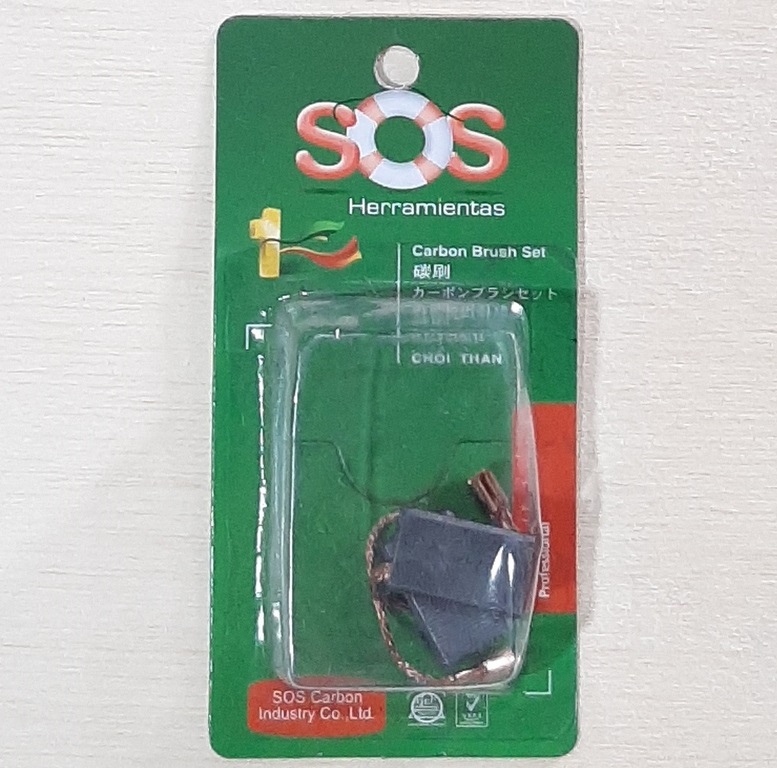 SOS
Herramientas
Carbon Brush Set
碳刷
カーボンブラシセット
CHOI THAN
Professional
SOS Carbon
Industry Co.,Ltd.